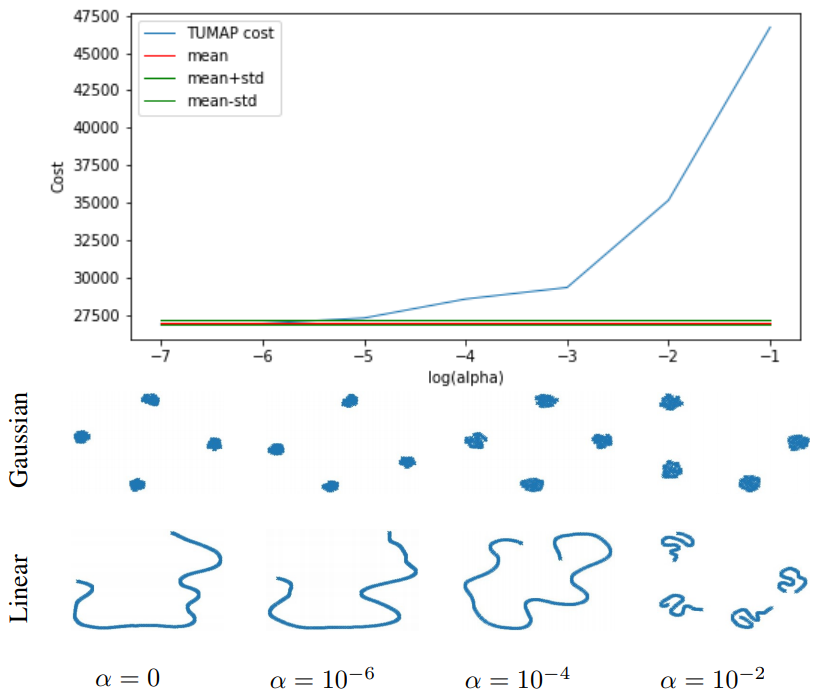 47500
45000
42500
40000
37500
35000
32500
30000
27500
Cost
TUMAP cost
mean
mean+std
mean-std
−7 −6 −5 −4 −3 −2 −1
log(alpha)
Gaussian
Linear
α = 0 α = 10⁻⁶ α = 10⁻⁴ α = 10⁻²